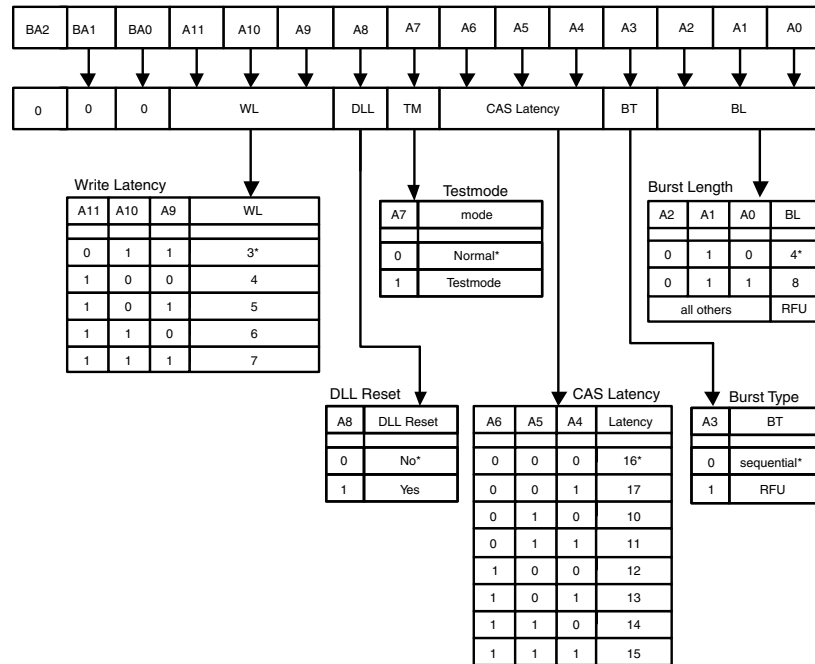 BA2 BA1 BA0 A11 A10 A9 A8 A7 A6 A5 A4 A3 A2 A1 A0
0 0 0 WL DLL TM CAS Latency BT BL
Write Latency
A11 A10 A9 WL
0 1 1 3*
1 0 0 4
1 0 1 5
1 1 0 6
1 1 1 7
Testmode
A7 mode
0 Normal*
1 Testmode
Burst Length
A2 A1 A0 BL
0 1 0 4*
0 1 1 8
all others RFU
DLL Reset
A8 DLL Reset
0 No*
1 Yes
CAS Latency
A6 A5 A4 Latency
0 0 0 16*
0 0 1 17
0 1 0 10
0 1 1 11
1 0 0 12
1 0 1 13
1 1 0 14
1 1 1 15
Burst Type
A3 BT
0 sequential*
1 RFU